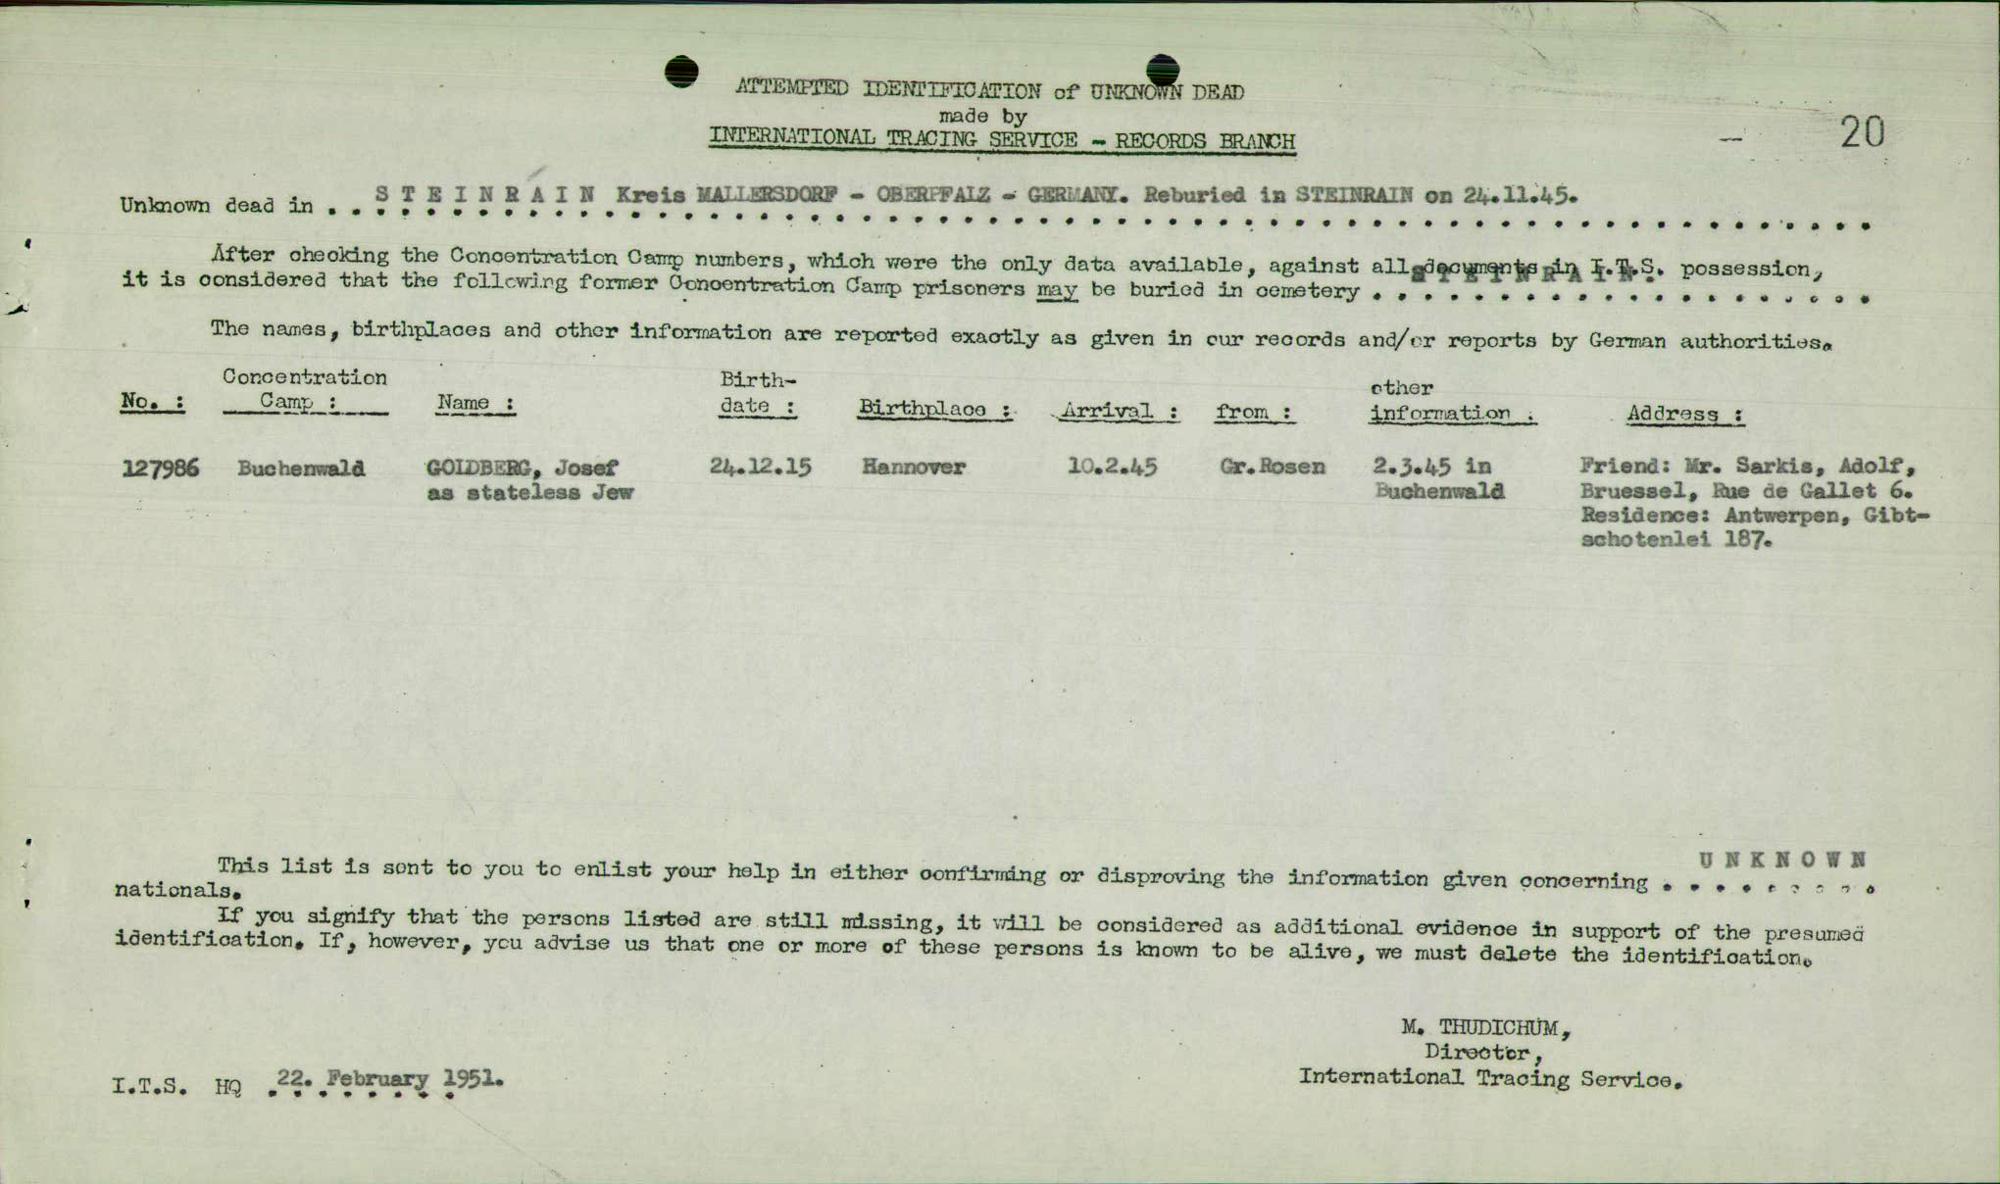 ATTEMPTED IDENTIFICATION of UNKNOWN DEAD
made by
INTERNATIONAL TRACING SERVICE - RECORDS BRANCH
- 20
Unknown dead in . . S T E I N R A I N Kreis MALLERSDORF - OBERPFALZ - GERMANY. Reburied in STEINRAIN on 24.11.45.
After checking the Concentration Camp numbers, which were the only data available, against all documents in I.T.S. possession,
it is considered that the following former Concentration Camp prisoners may be buried in cemetery . . S T E I N R A I N .
The names, birthplaces and other information are reported exactly as given in our records and/or reports by German authorities.
No. : Concentration Camp : Name : Birth-date : Birthplace : Arrival : from : other information : Address :
127986 Buchenwald GOLDBERG, Josef 24.12.15 Hannover 10.2.45 Gr.Rosen 2.3.45 in Friend: Mr. Sarkis, Adolf,
as stateless Jew Buchenwald Bruessel, Rue de Gallet 6.
Residence: Antwerpen, Gibt-
schotenlei 187.
This list is sent to you to enlist your help in either confirming or disproving the information given concerning U N K N O W N
nationals.
If you signify that the persons listed are still missing, it will be considered as additional evidence in support of the presumed
identification. If, however, you advise us that one or more of these persons is known to be alive, we must delete the identification.
M. THUDICHUM,
Director,
International Tracing Service.
I.T.S. HQ 22. February 1951.